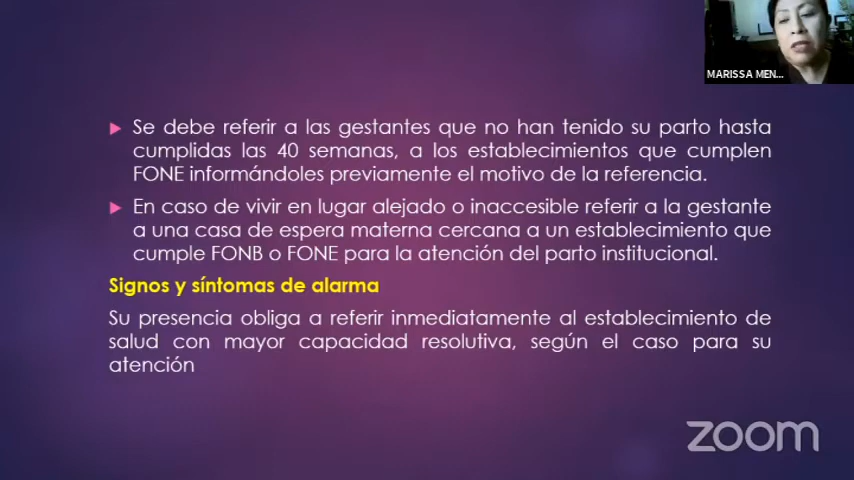 MARISSA MEN...
Se debe referir a las gestantes que no han tenido su parto hasta
cumplidas las 40 semanas, a los establecimientos que cumplen
FONE informándoles previamente el motivo de la referencia.
En caso de vivir en lugar alejado o inaccesible referir a la gestante
a una casa de espera materna cercana a un establecimiento que
cumple FONB o FONE para la atención del parto institucional.
Signos y síntomas de alarma
Su presencia obliga a referir inmediatamente al establecimiento de
salud con mayor capacidad resolutiva, según el caso para su
atención
zoom